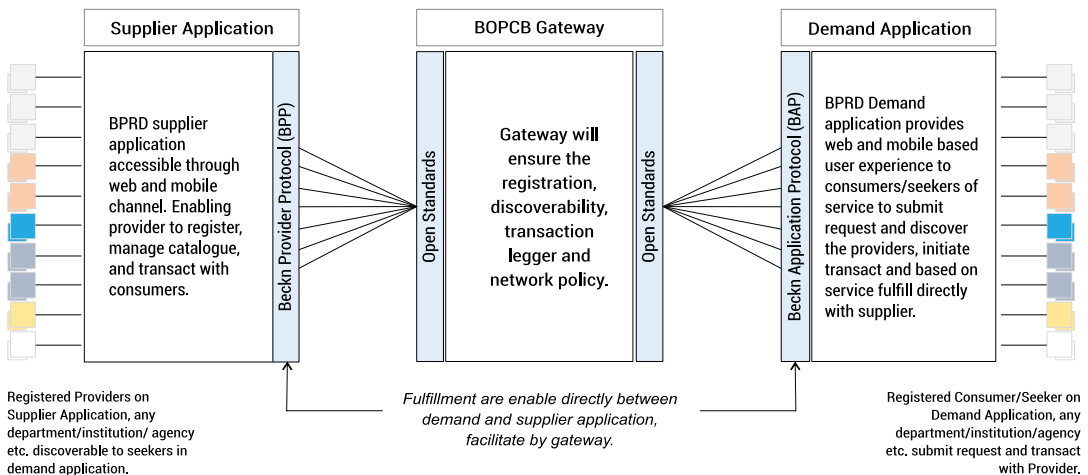 Supplier Application
BOPCB Gateway
Demand Application
BPRD supplier
application
accessible through
web and mobile
channel. Enabling
provider to register,
manage catalogue,
and transact with
consumers.
Beckn Provider Protocol (BPP)
Open Standards
Gateway will
ensure the
registration,
discoverability,
transaction
legger and
network policy.
Open Standards
Beckn Application Protocol (BAP)
BPRD Demand
application provides
web and mobile based
user experience to
consumers/seekers of
service to submit
request and discover
the providers, initiate
transact and based on
service fulfill directly
with supplier.
Registered Providers on
Supplier Application, any
department/institution/ agency
etc. discoverable to seekers in
demand application.
Fulfillment are enable directly between
demand and supplier application,
facilitate by gateway.
Registered Consumer/Seeker on
Demand Application, any
department/institution/agency
etc. submit request and transact
with Provider.